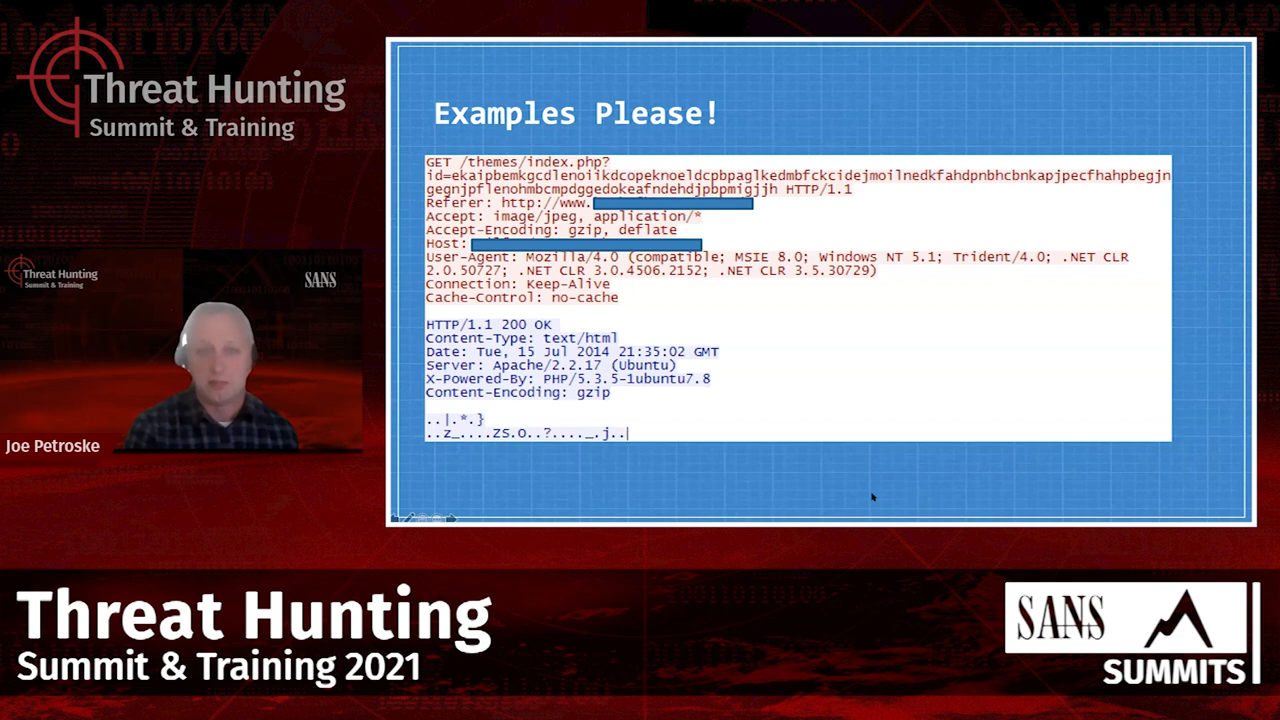 Threat Hunting
Summit & Training
Examples Please!
GET /themes/index.php?
id=ekaipbemkgcdlenoiikdcopeknoeldcpbpaglkedmbfckcidejmoilnedkfahdpnbhcbnkapjpecfhahpbegjn
gegnjpflenohmbcmpdggedokeafndehdjpbpmigjjh HTTP/1.1
Referer: http://www.
Accept: image/jpeg, application/*
Accept-Encoding: gzip, deflate
Host:
User-Agent: Mozilla/4.0 (compatible; MSIE 8.0; Windows NT 5.1; Trident/4.0; .NET CLR
2.0.50727; .NET CLR 3.0.4506.2152; .NET CLR 3.5.30729)
Connection: Keep-Alive
Cache-Control: no-cache
HTTP/1.1 200 OK
Content-Type: text/html
Date: Tue, 15 Jul 2014 21:35:02 GMT
Server: Apache/2.2.17 (Ubuntu)
X-Powered-By: PHP/5.3.5-1ubuntu7.8
Content-Encoding: gzip
..|.*.}
..z_....ZS.O..?...._.j..
Threat Hunting
Summit & Training
SANS
Joe Petroske
Threat Hunting
Summit & Training 2021
SANS
SUMMITS